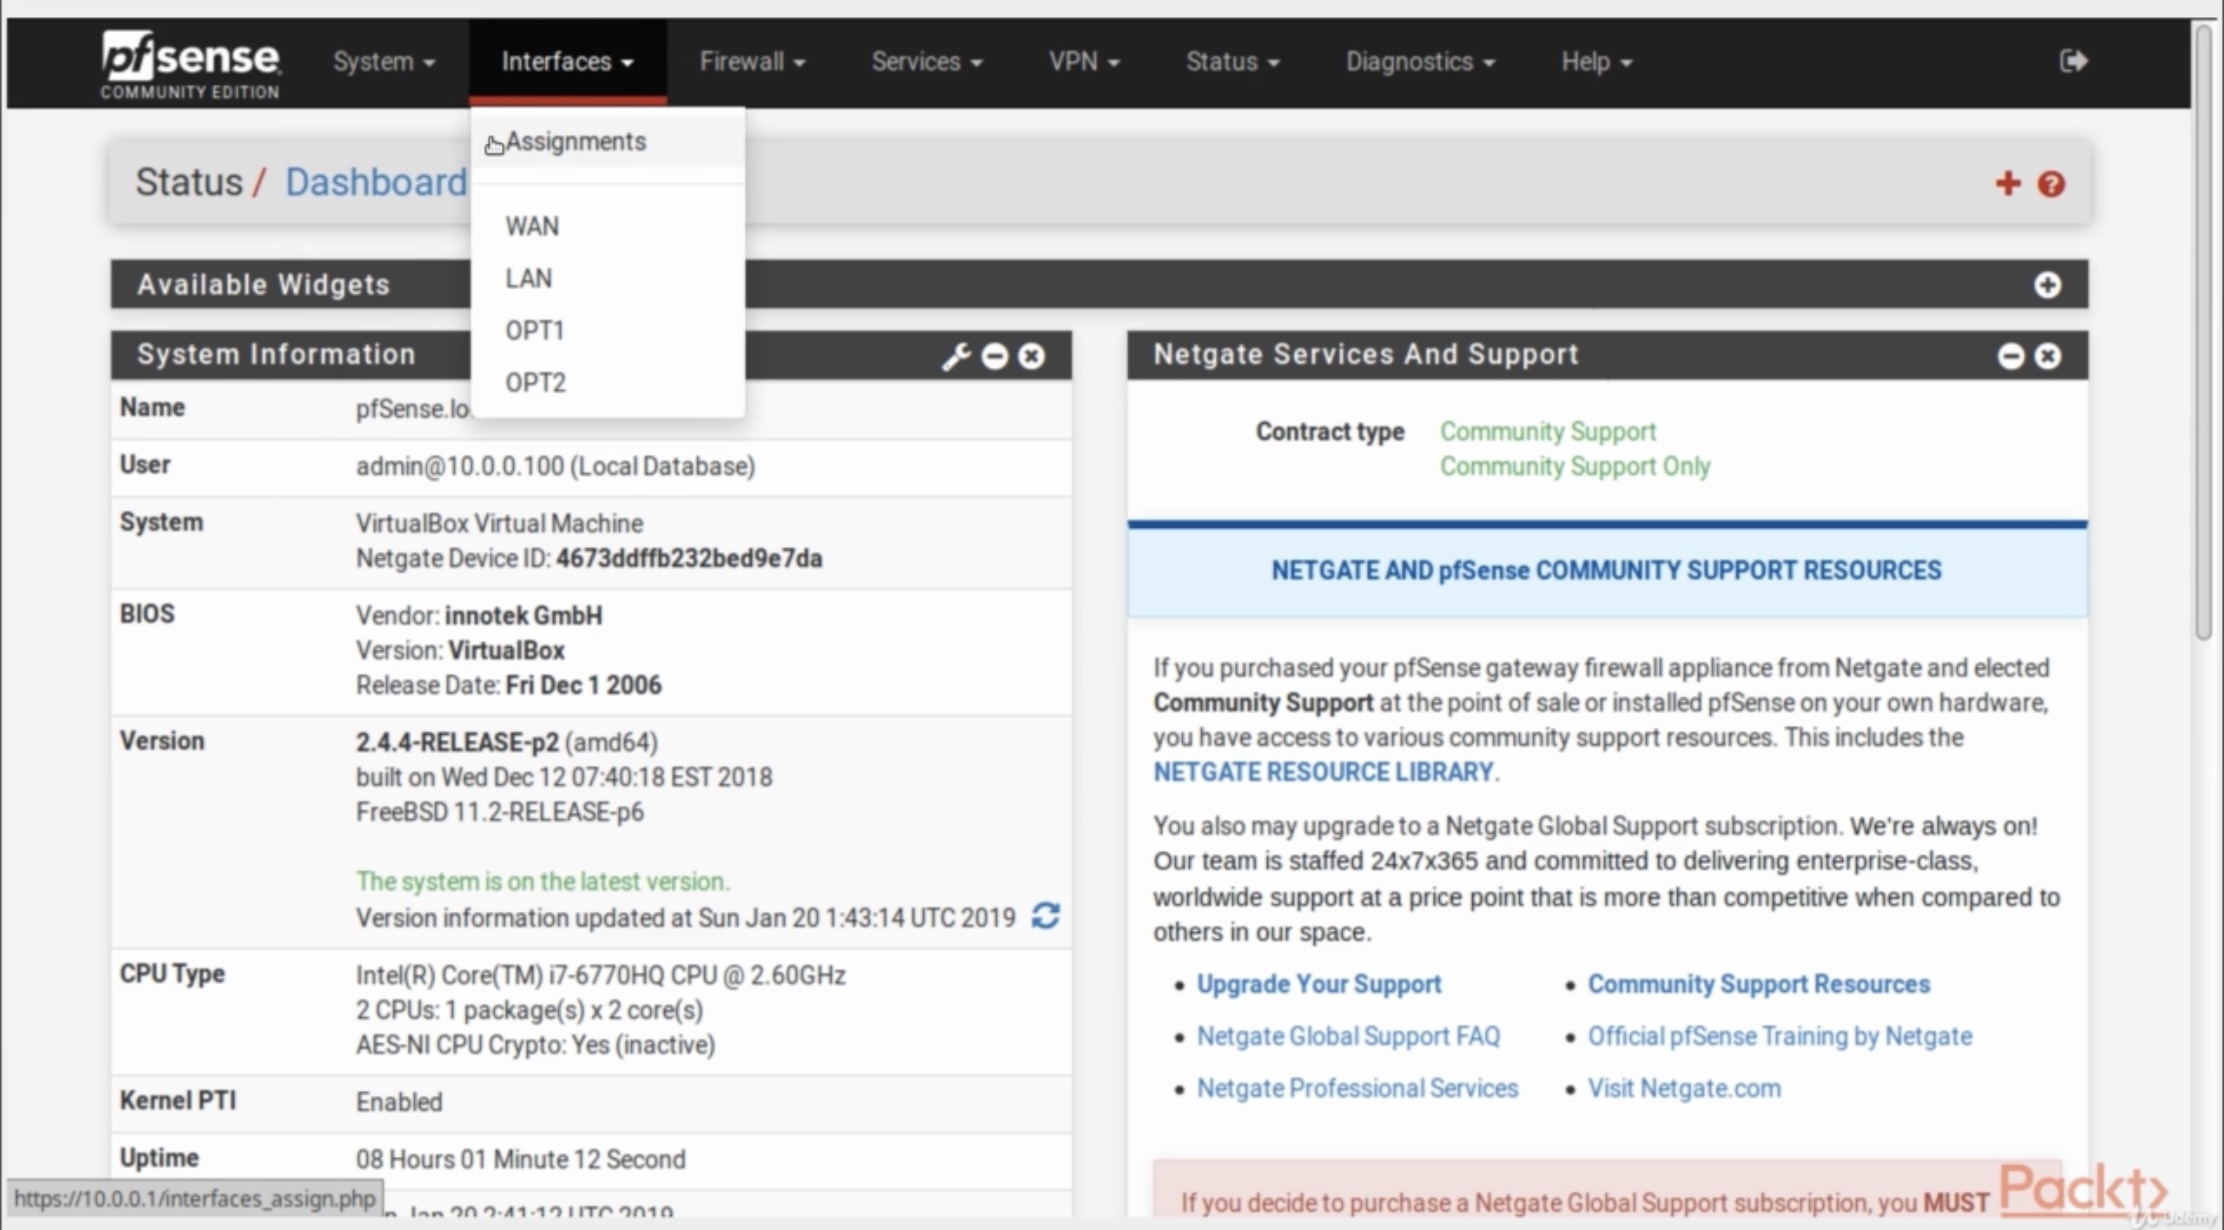 pfsense
COMMUNITY EDITION
System
Interfaces
Firewall
Services
VPN
Status
Diagnostics
Help
Assignments
WAN
LAN
OPT1
OPT2
Status / Dashboard
Available Widgets
System Information
Name
pfSense.lo
User
admin@10.0.0.100 (Local Database)
System
VirtualBox Virtual Machine
Netgate Device ID: 4673ddffb232bed9e7da
BIOS
Vendor: innotek GmbH
Version: VirtualBox
Release Date: Fri Dec 1 2006
Version
2.4.4-RELEASE-p2 (amd64)
built on Wed Dec 12 07:40:18 EST 2018
FreeBSD 11.2-RELEASE-p6
The system is on the latest version.
Version information updated at Sun Jan 20 1:43:14 UTC 2019
CPU Type
Intel(R) Core(TM) i7-6770HQ CPU @ 2.60GHz
2 CPUs: 1 package(s) x 2 core(s)
AES-NI CPU Crypto: Yes (inactive)
Kernel PTI
Enabled
Uptime
08 Hours 01 Minute 12 Second
n Jan 20 2:41:12 UTC 2019
https://10.0.0.1/interfaces_assign.php
Netgate Services And Support
Contract type
Community Support
Community Support Only
NETGATE AND pfSense COMMUNITY SUPPORT RESOURCES
If you purchased your pfSense gateway firewall appliance from Netgate and elected
Community Support at the point of sale or installed pfSense on your own hardware,
you have access to various community support resources. This includes the
NETGATE RESOURCE LIBRARY.
You also may upgrade to a Netgate Global Support subscription. We're always on!
Our team is staffed 24x7x365 and committed to delivering enterprise-class,
worldwide support at a price point that is more than competitive when compared to
others in our space.
Upgrade Your Support
Community Support Resources
Netgate Global Support FAQ
Official pfSense Training by Netgate
Netgate Professional Services
Visit Netgate.com
If you decide to purchase a Netgate Global Support subscription, you MUST
Packt
Udemy